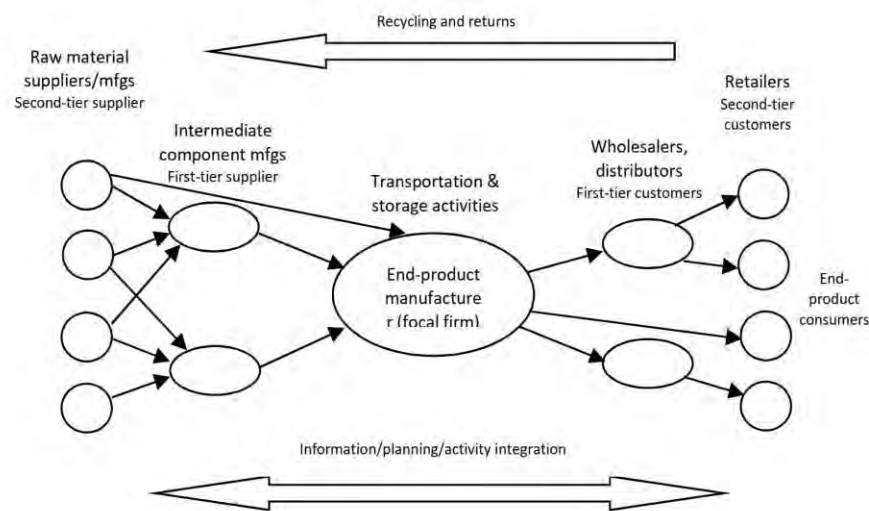 Recycling and returns
Raw material
suppliers/mfgs
Second-tier supplier
Retailers
Second-tier
customers
Intermediate
component mfgs
First-tier supplier
Wholesalers,
distributors
First-tier customers
Transportation &
storage activities
End-product
manufacture
r (focal firm)
End-
product
consumers
Information/planning/activity integration